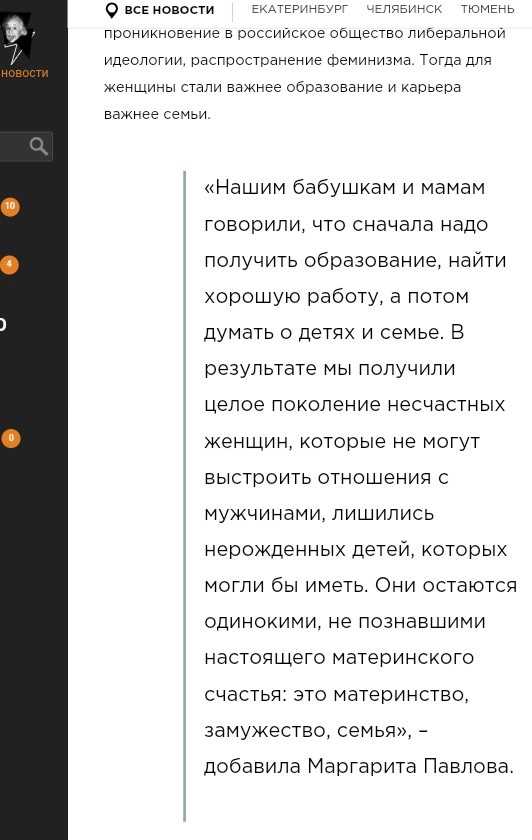 ВСЕ НОВОСТИ
ЕКАТЕРИНБУРГ
ЧЕЛЯБИНСК
ТЮМЕНЬ
НОВОСТИ
10
4
0
проникновение в российское общество либеральной
идеологии, распространение феминизма. Тогда для
женщины стали важнее образование и карьера
важнее семьи.
«Нашим бабушкам и мамам
говорили, что сначала надо
получить образование, найти
хорошую работу, а потом
думать о детях и семье. В
результате мы получили
целое поколение несчастных
женщин, которые не могут
выстроить отношения с
мужчинами, лишились
нерожденных детей, которых
могли бы иметь. Они остаются
одинокими, не познавшими
настоящего материнского
счастья: это материнство,
замужество, семья», –
добавила Маргарита Павлова.